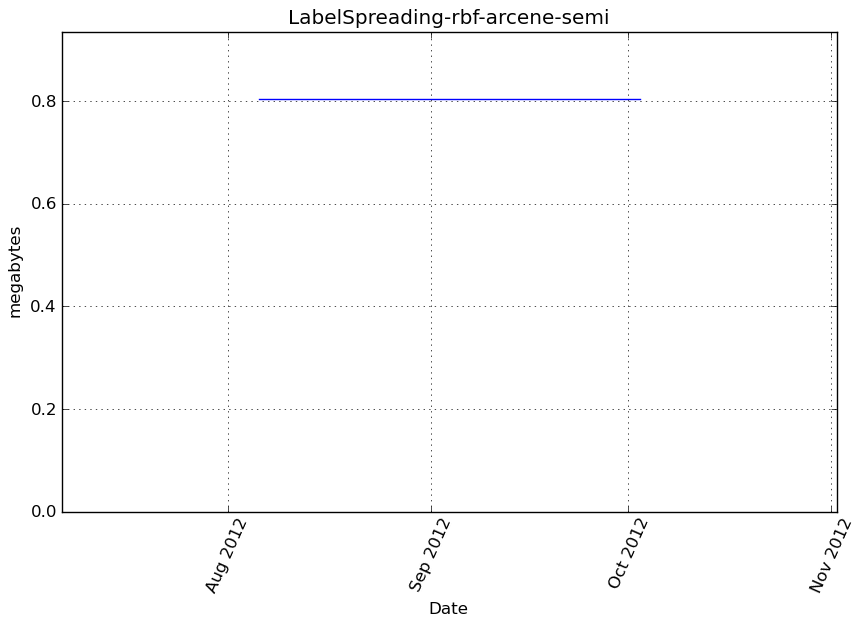 LabelSpreading-rbf-arcene-semi
megabytes
0.8
0.6
0.4
0.2
0.0
Aug 2012
Sep 2012
Oct 2012
Nov 2012
Date